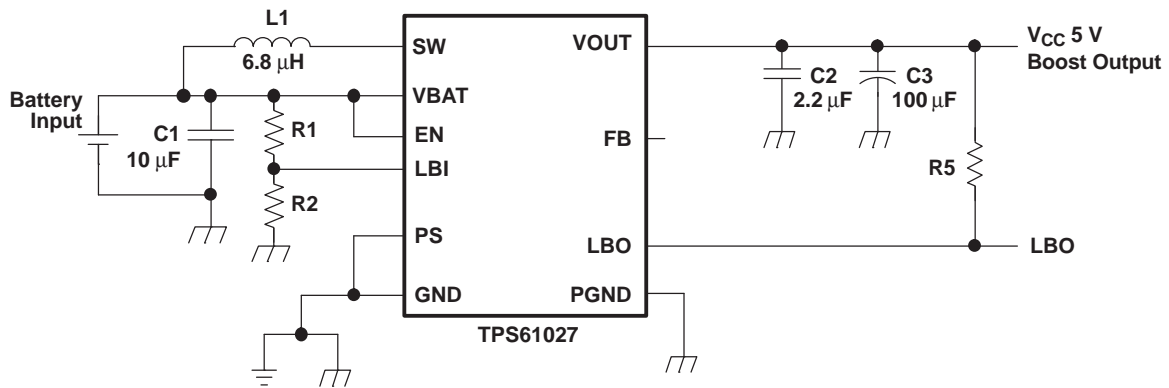 L1
6.8 μH
SW
VOUT
VCC 5 V
Boost Output
Battery
Input
C1
10 μF
VBAT
R1
EN
LBI
R2
C2
2.2 μF
C3
100 μF
FB
R5
PS
LBO
LBO
GND
PGND
TPS61027